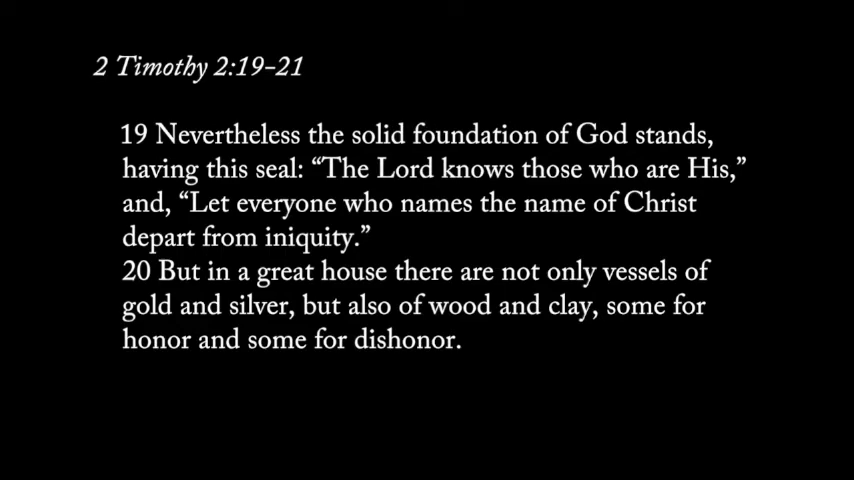 2 Timothy 2:19-21
19 Nevertheless the solid foundation of God stands,
having this seal: “The Lord knows those who are His,”
and, “Let everyone who names the name of Christ
depart from iniquity.”
20 But in a great house there are not only vessels of
gold and silver, but also of wood and clay, some for
honor and some for dishonor.